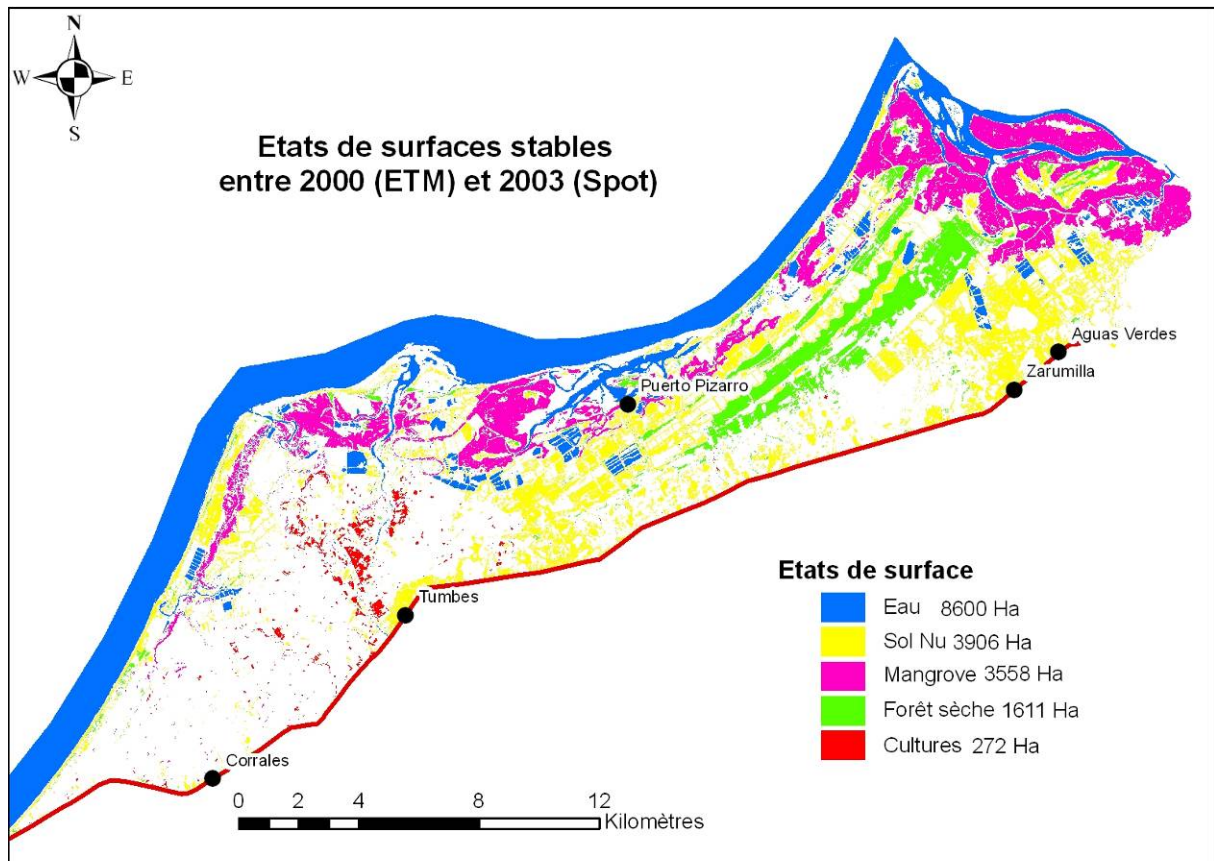 N
W E
S
Etats de surfaces stables
entre 2000 (ETM) et 2003 (Spot)
Aguas Verdes
Zarumilla
Puerto Pizarro
Tumbes
Corrales
Etats de surface
Eau 8600 Ha
Sol Nu 3906 Ha
Mangrove 3558 Ha
Forêt sèche 1611 Ha
Cultures 272 Ha
0 2 4 8 12
Kilomètres